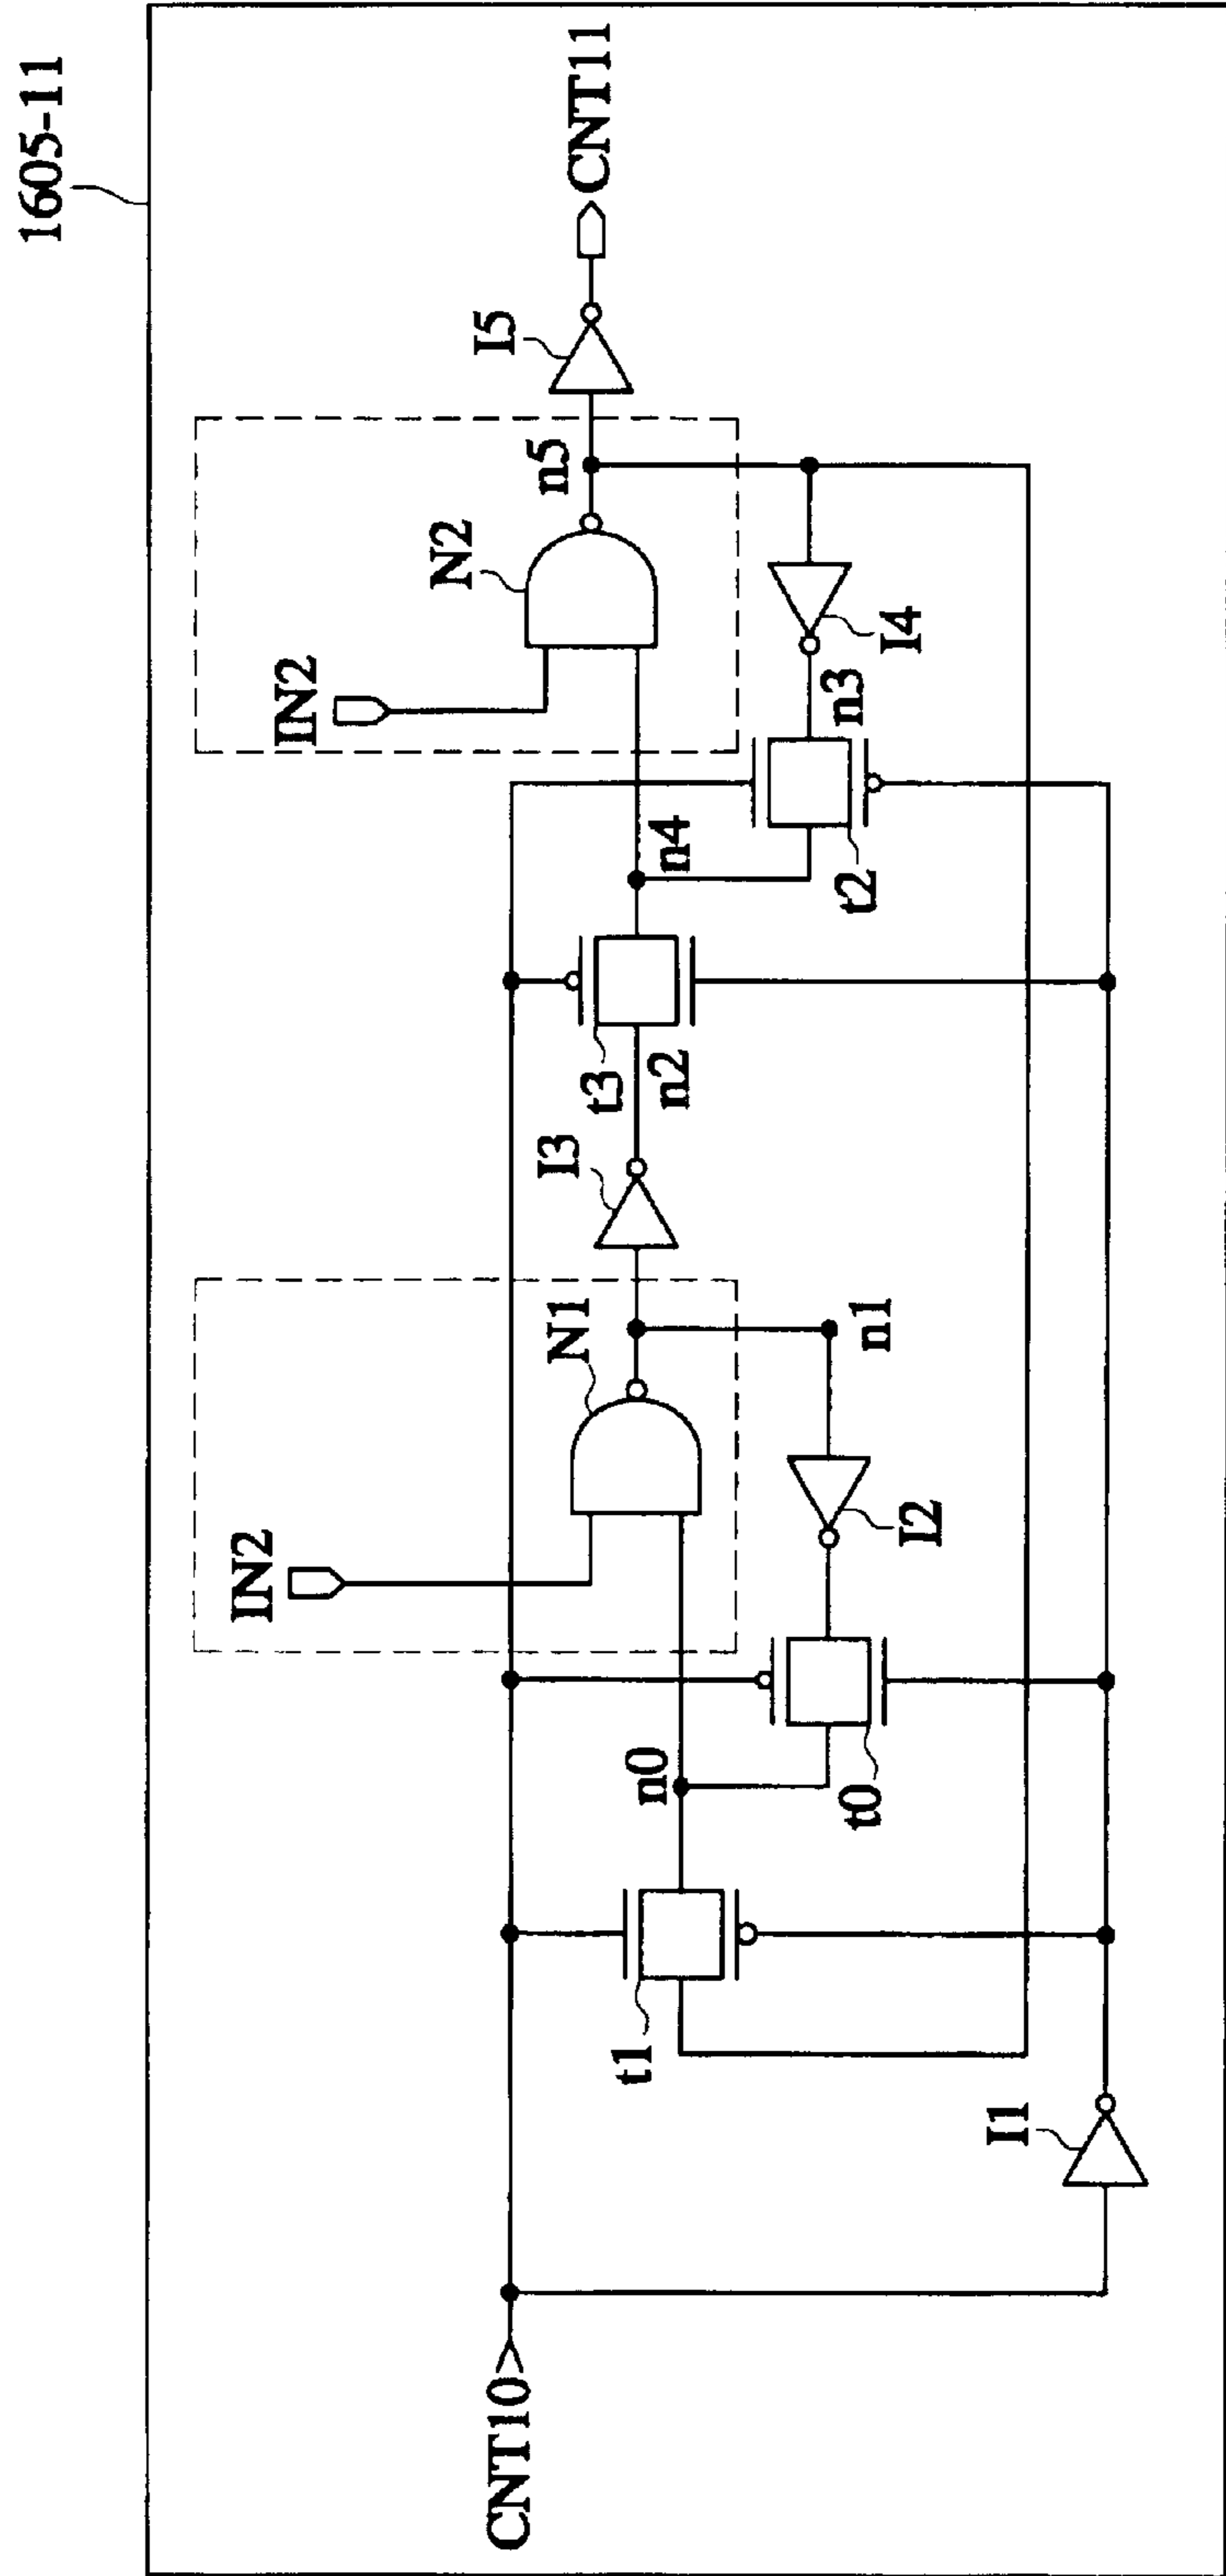 1605-11
CNT10
I1
t1
n0
t0
IN2
N1
I2
n1
I3
t3
n2
n4
t2
IN2
N2
n3
I4
n5
I5
CNT11